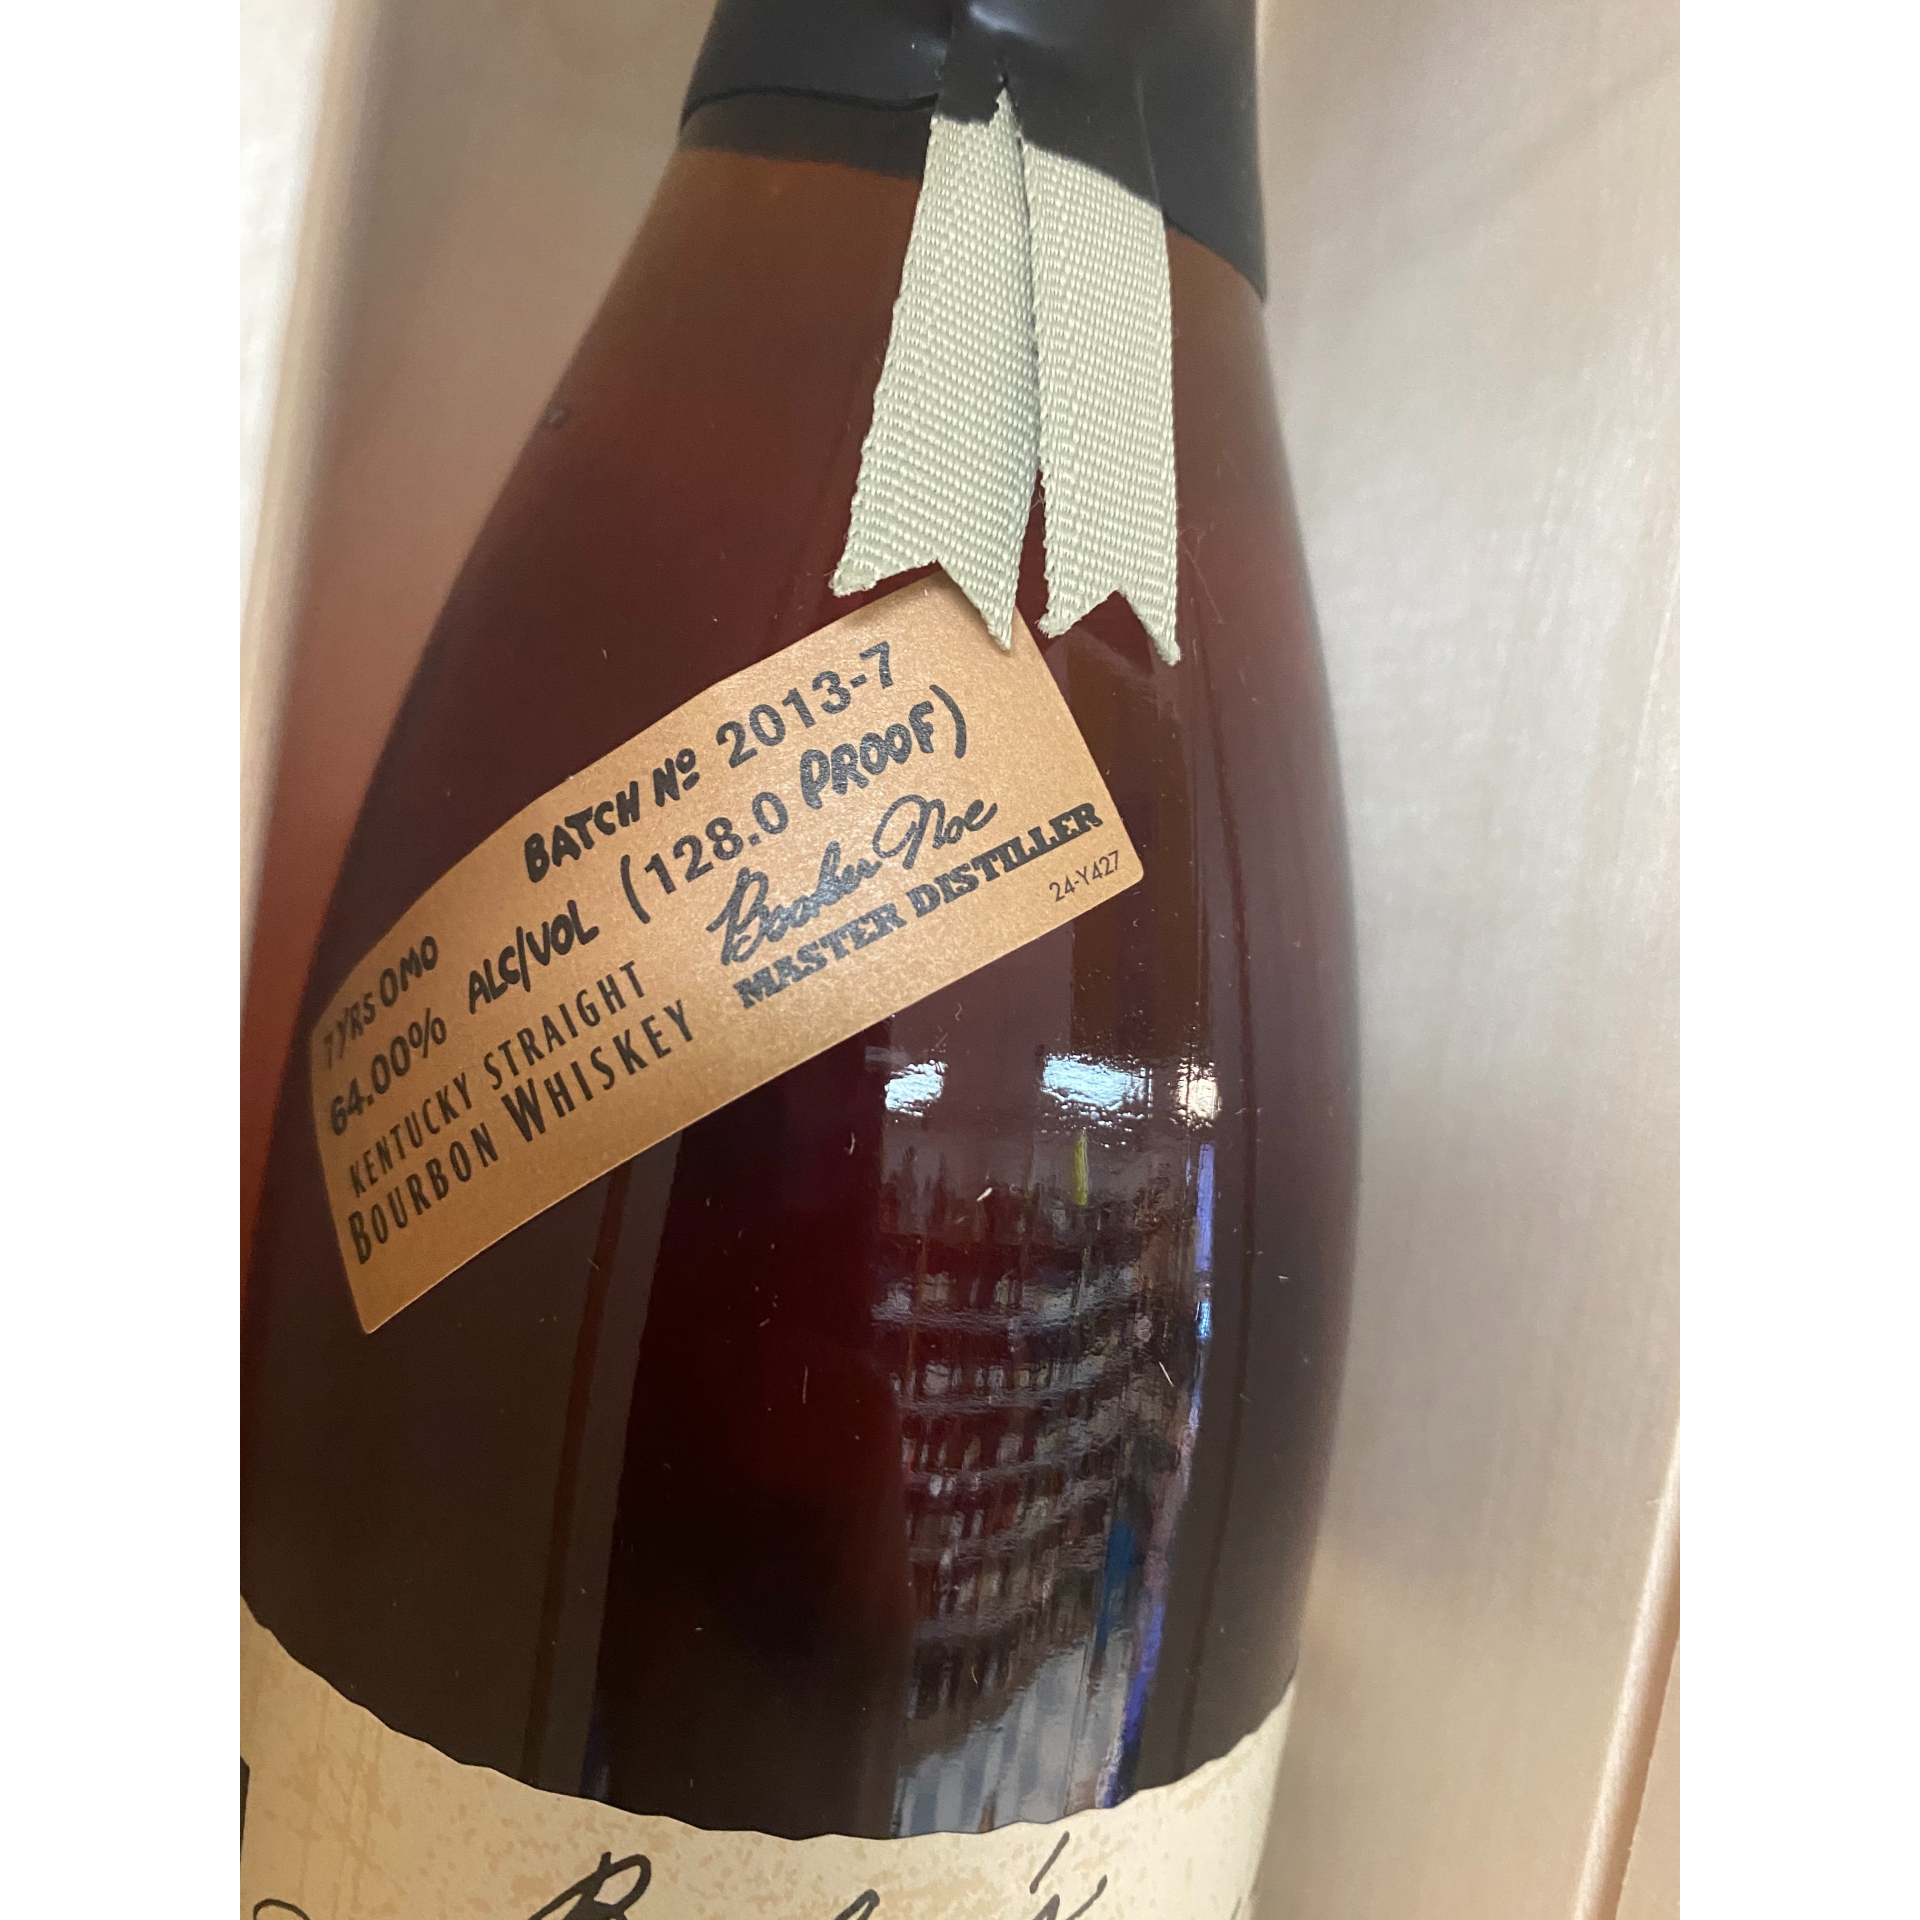 BATCH Nº 2013-7
7 YRS 0 MO
64.00% ALC/VOL (128.0 PROOF)
KENTUCKY STRAIGHT
BOURBON WHISKEY
Booker Noe
MASTER DISTILLER
24-Y427